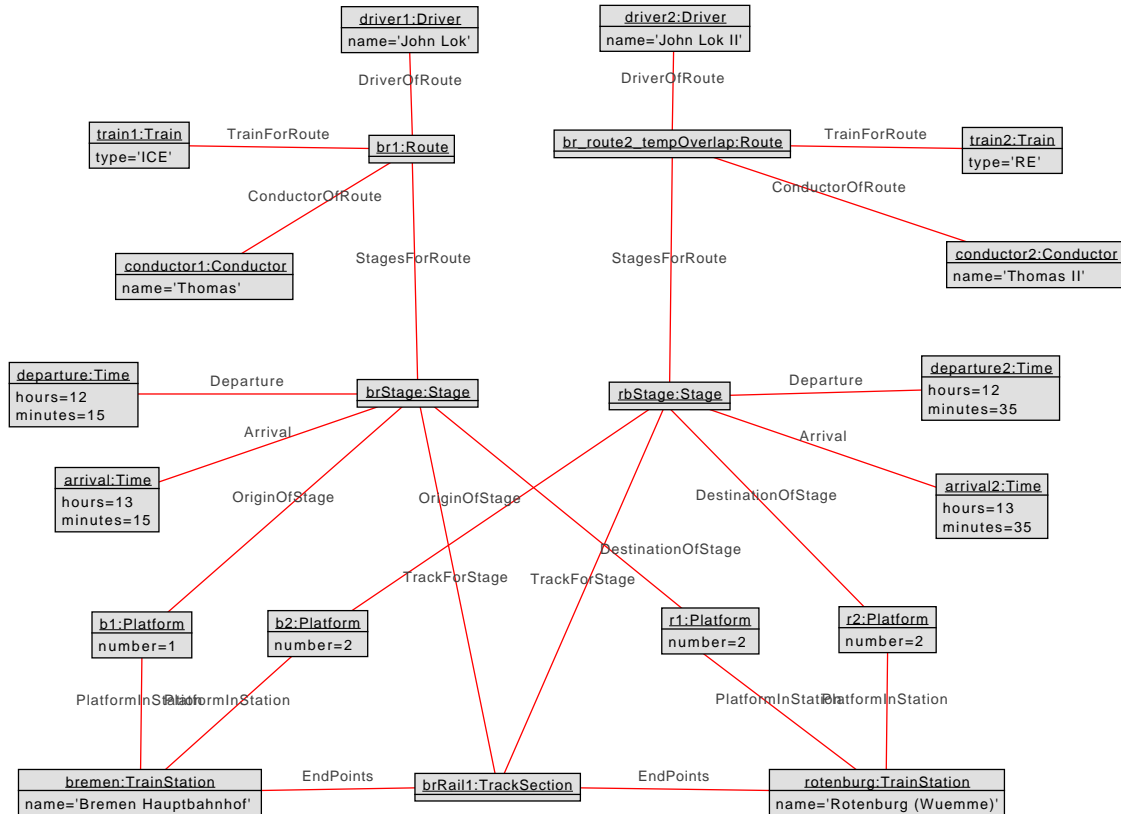 driver1:Driver
name='John Lok'
driver2:Driver
name='John Lok II'
DriverOfRoute
DriverOfRoute
train1:Train
type='ICE'
TrainForRoute
br1:Route
br_route2_tempOverlap:Route
TrainForRoute
train2:Train
type='RE'
ConductorOfRoute
ConductorOfRoute
conductor1:Conductor
name='Thomas'
StagesForRoute
StagesForRoute
conductor2:Conductor
name='Thomas II'
departure:Time
hours=12
minutes=15
Departure
brStage:Stage
rbStage:Stage
Departure
departure2:Time
hours=12
minutes=35
Arrival
Arrival
arrival:Time
hours=13
minutes=15
OriginOfStage
OriginOfStage
DestinationOfStage
arrival2:Time
hours=13
minutes=35
DestinationOfStage
TrackForStage
TrackForStage
b1:Platform
number=1
b2:Platform
number=2
r1:Platform
number=2
r2:Platform
number=2
PlatformInStation
PlatformInStation
PlatformInStation
PlatformInStation
bremen:TrainStation
name='Bremen Hauptbahnhof'
EndPoints
brRail1:TrackSection
EndPoints
rotenburg:TrainStation
name='Rotenburg (Wuemme)'